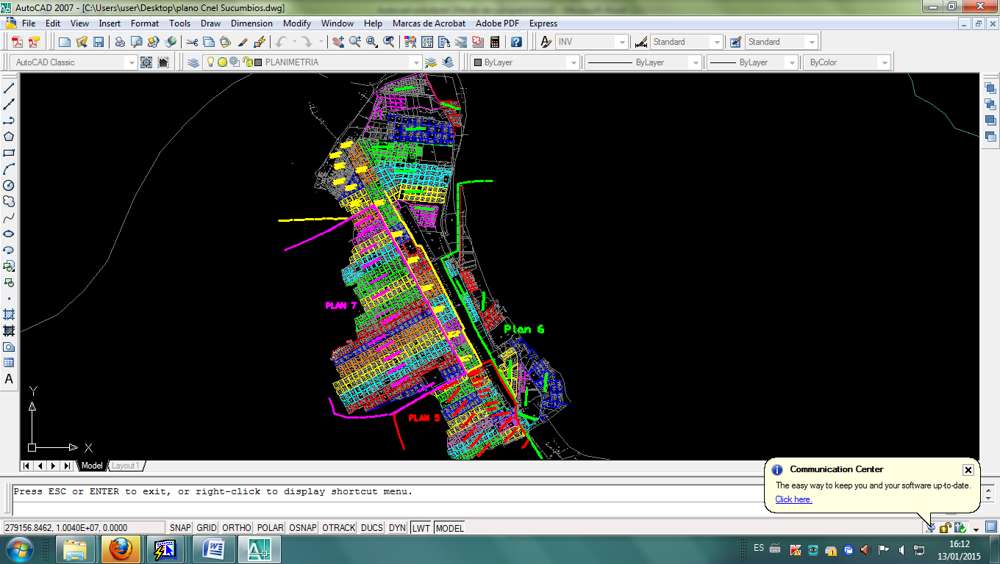 AutoCAD 2007 - [C:\Users\user\Desktop\plano Cnel Sucumbios.dwg]
File Edit View Insert Format Tools Draw Dimension Modify Window Help Marcas de Acrobat Adobe PDF Express
INV Standard Standard
AutoCAD Classic PLANIMETRIA ByLayer ByLayer ByLayer ByColor
PLAN 7
Plan 6
PLAN 5
A
Y
X
Model Layout1
Communication Center
The easy way to keep you and your software up-to-date.
Click here.
Press ESC or ENTER to exit, or right-click to display shortcut menu.
279156.8462, 1.0040E+07, 0.0000 SNAP GRID ORTHO POLAR OSNAP OTRACK DUCS DYN LWT MODEL
ES 16:12
13/01/2015